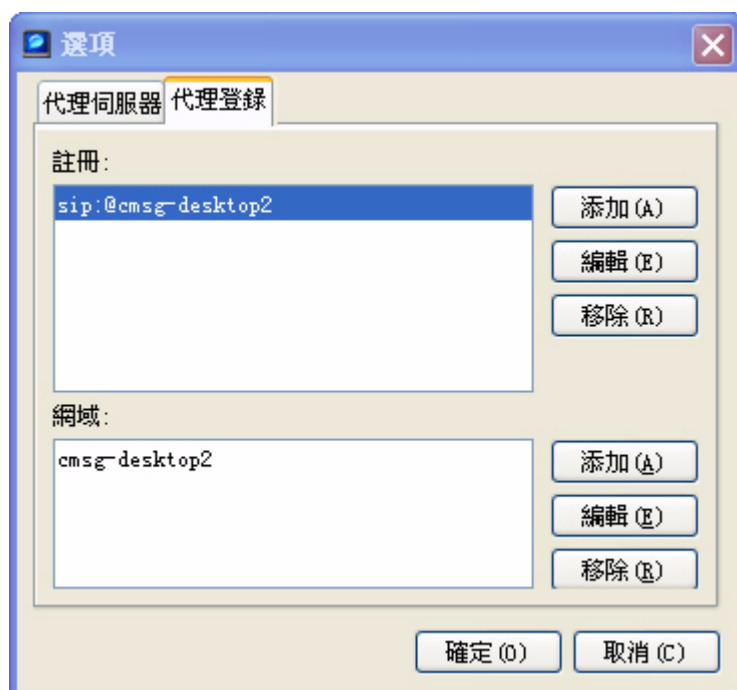 選項
代理伺服器 代理登錄
註冊:
sip:@cmsg-desktop2
添加(A)
編輯(E)
移除(R)
網域:
cmsg-desktop2
添加(A)
編輯(E)
移除(R)
確定(O) 取消(C)